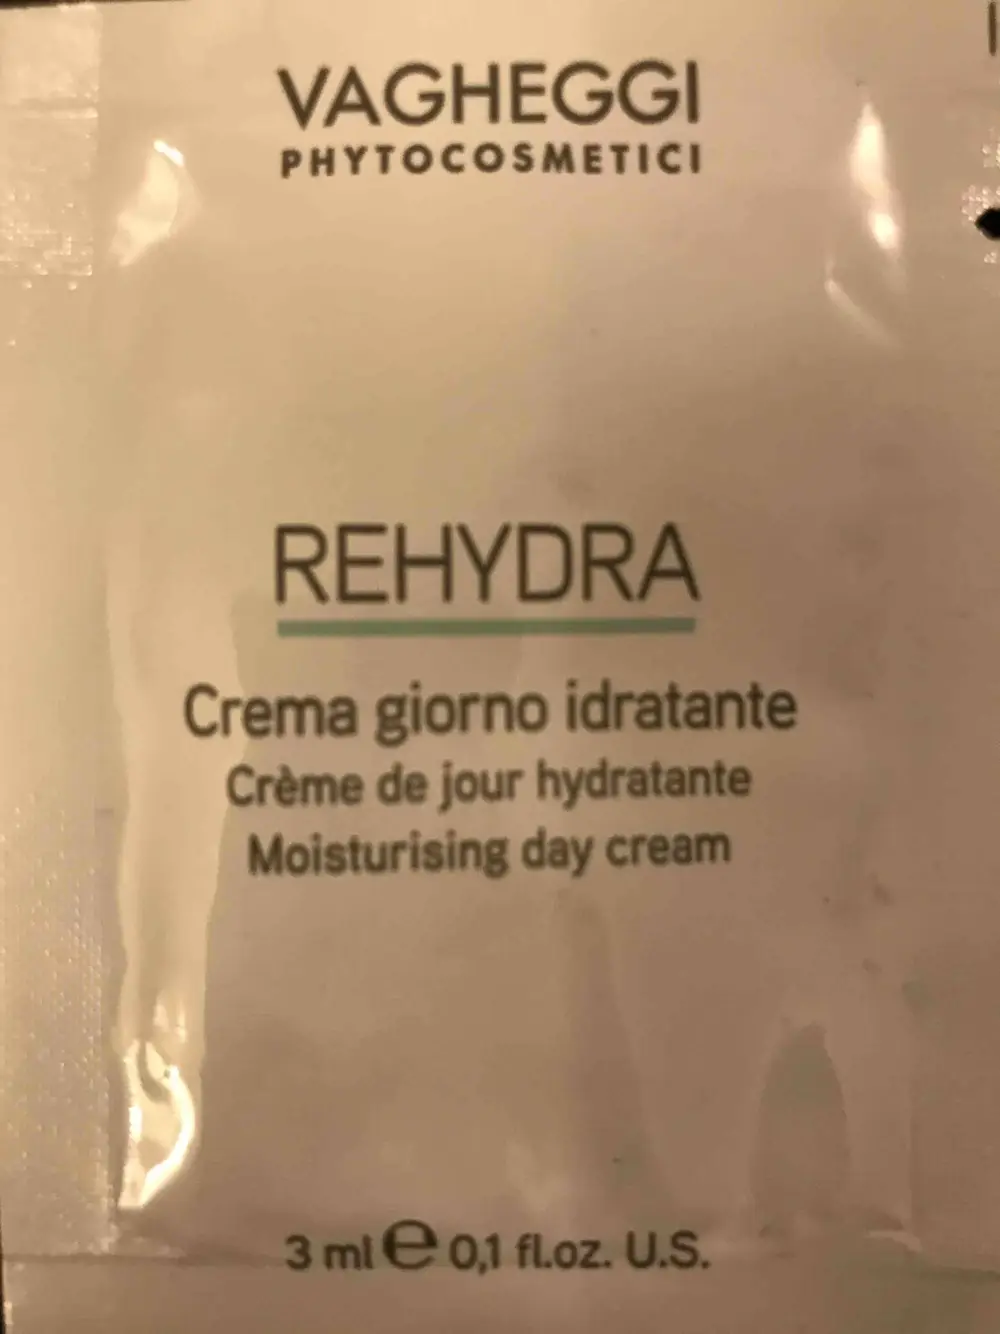 VAGHEGGI
PHYTOCOSMETICI
REHYDRA
Crema giorno idratante
Crème de jour hydratante
Moisturising day cream
3 ml e 0,1 fl.oz. U.S.